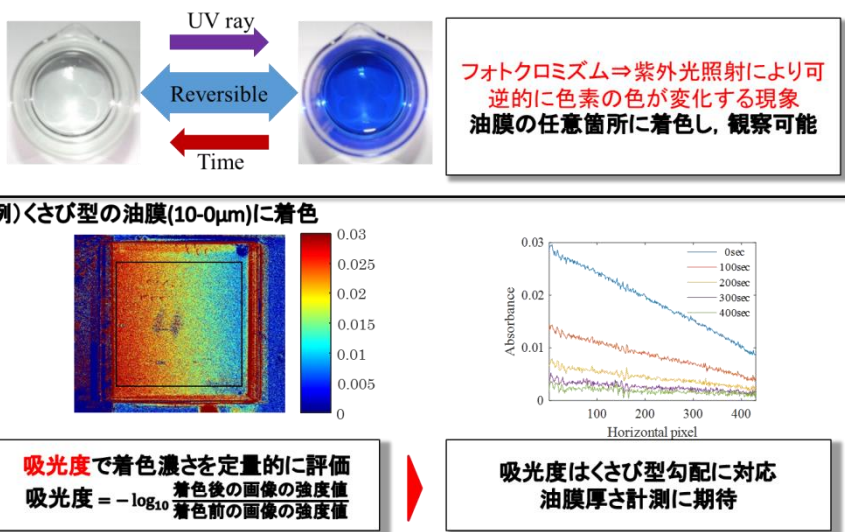 UV ray
Reversible
Time
フォトクロミズム⇒紫外光照射により可
逆的に色素の色が変化する現象
油膜の任意箇所に着色し，観察可能
例)くさび型の油膜(10-0μm)に着色
0.03
0.025
0.02
0.015
0.01
0.005
0
Absorbance
0.03
0.02
0.01
0
0sec
100sec
200sec
300sec
400sec
100 200 300 400
Horizontal pixel
吸光度で着色濃さを定量的に評価
吸光度 = −log₁₀ 着色後の画像の強度値
着色前の画像の強度値
吸光度はくさび型勾配に対応
油膜厚さ計測に期待